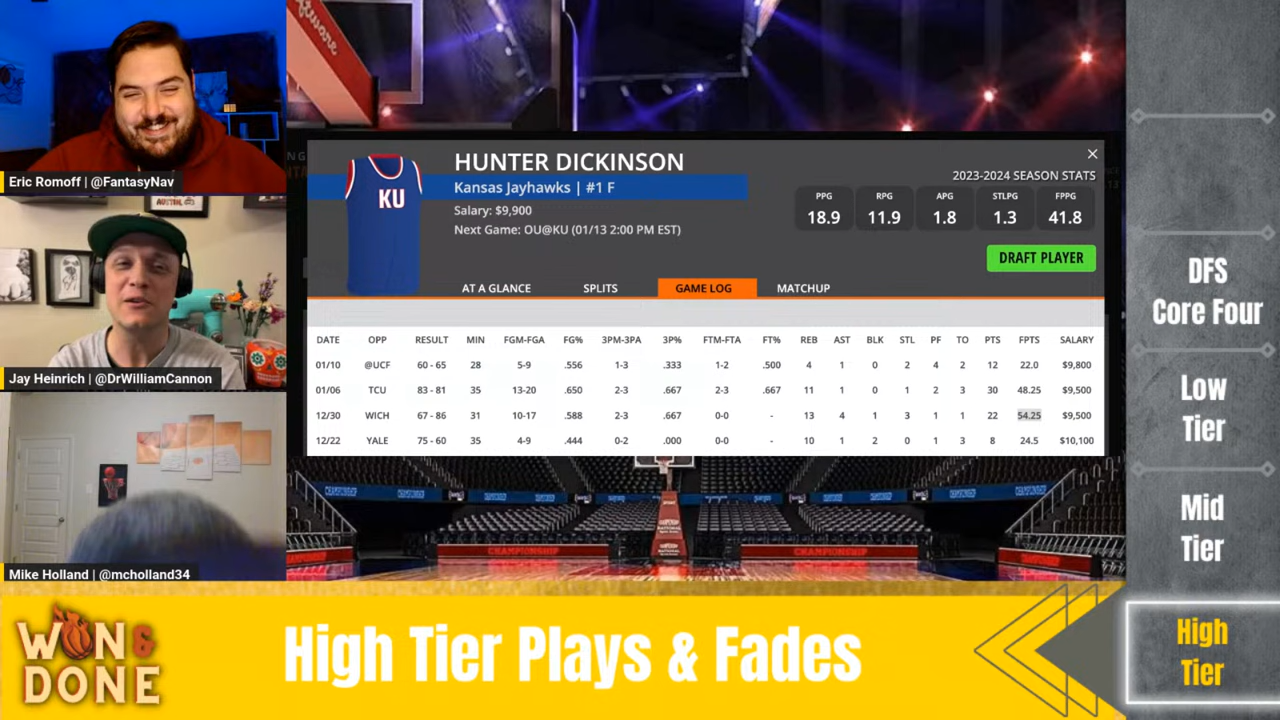 Eric Romoff | @FantasyNav
Jay Heinrich | @DrWilliamCannon
Mike Holland | @mcholland34
KU
HUNTER DICKINSON
Kansas Jayhawks | #1 F
Salary: $9,900
Next Game: OU@KU (01/13 2:00 PM EST)
2023-2024 SEASON STATS
PPG RPG APG STLPG FPPG
18.9 11.9 1.8 1.3 41.8
DRAFT PLAYER
AT A GLANCE SPLITS GAME LOG MATCHUP
DATE OPP RESULT MIN FGM-FGA FG% 3PM-3PA 3P% FTM-FTA FT% REB AST BLK STL PF TO PTS FPTS SALARY
01/10 @UCF 60 - 65 28 5-9 .556 1-3 .333 1-2 .500 4 1 0 2 4 2 12 22.0 $9,800
01/06 TCU 83 - 81 35 13-20 .650 2-3 .667 2-3 .667 11 1 0 1 2 3 30 48.25 $9,500
12/30 WICH 67 - 86 31 10-17 .588 2-3 .667 0-0 - 13 4 1 3 1 1 22 54.25 $9,500
12/22 YALE 75 - 60 35 4-9 .444 0-2 .000 0-0 - 10 1 2 0 1 3 8 24.5 $10,100
CHAMPIONSHIP
CHAMPIONSHIP
WON &
DONE
High Tier Plays & Fades
DFS
Core Four
Low
Tier
Mid
Tier
High
Tier